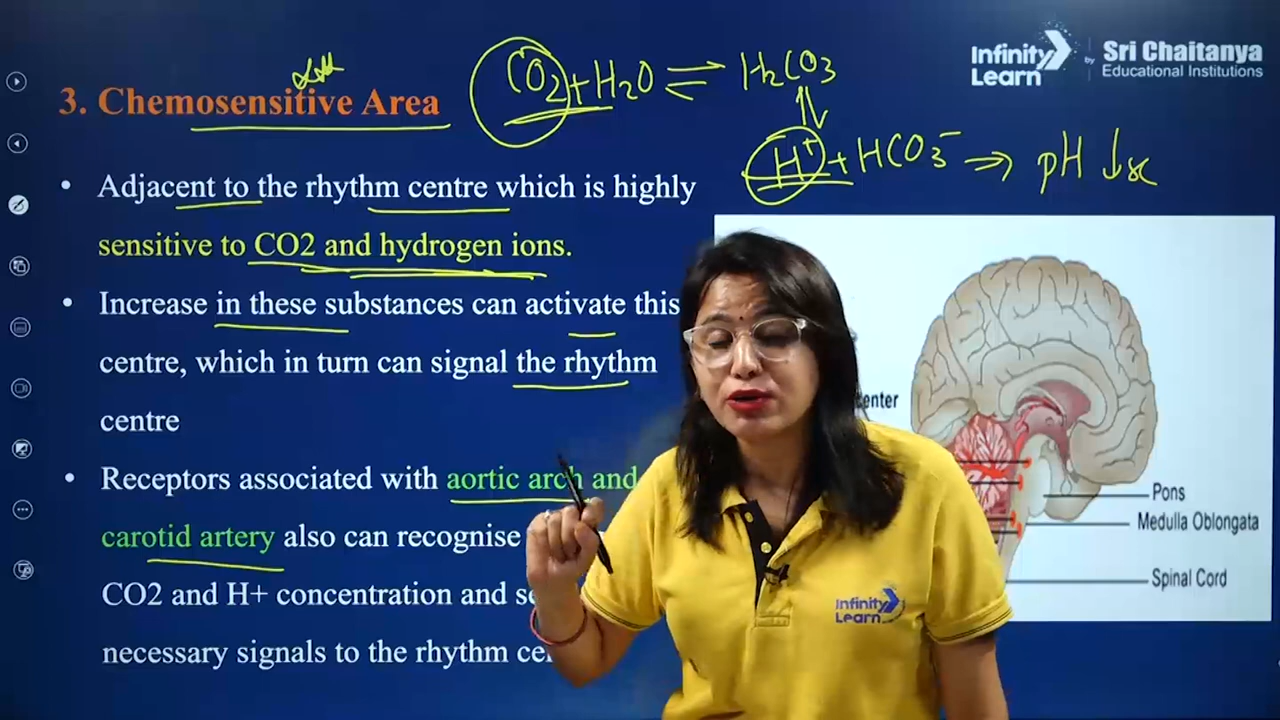 3. Chemosensitive Area
CO2 + H2O ⇌ H2CO3
H+ + HCO3- ⇒ pH ↓se
Infinity Learn by Sri Chaitanya Educational Institutions
• Adjacent to the rhythm centre which is highly
sensitive to CO2 and hydrogen ions.
• Increase in these substances can activate this
centre, which in turn can signal the rhythm
centre
• Receptors associated with aortic arch and
carotid artery also can recognise
CO2 and H+ concentration and
necessary signals to the rhythm
Pons
Medulla Oblongata
Spinal Cord
Infinity
Learn